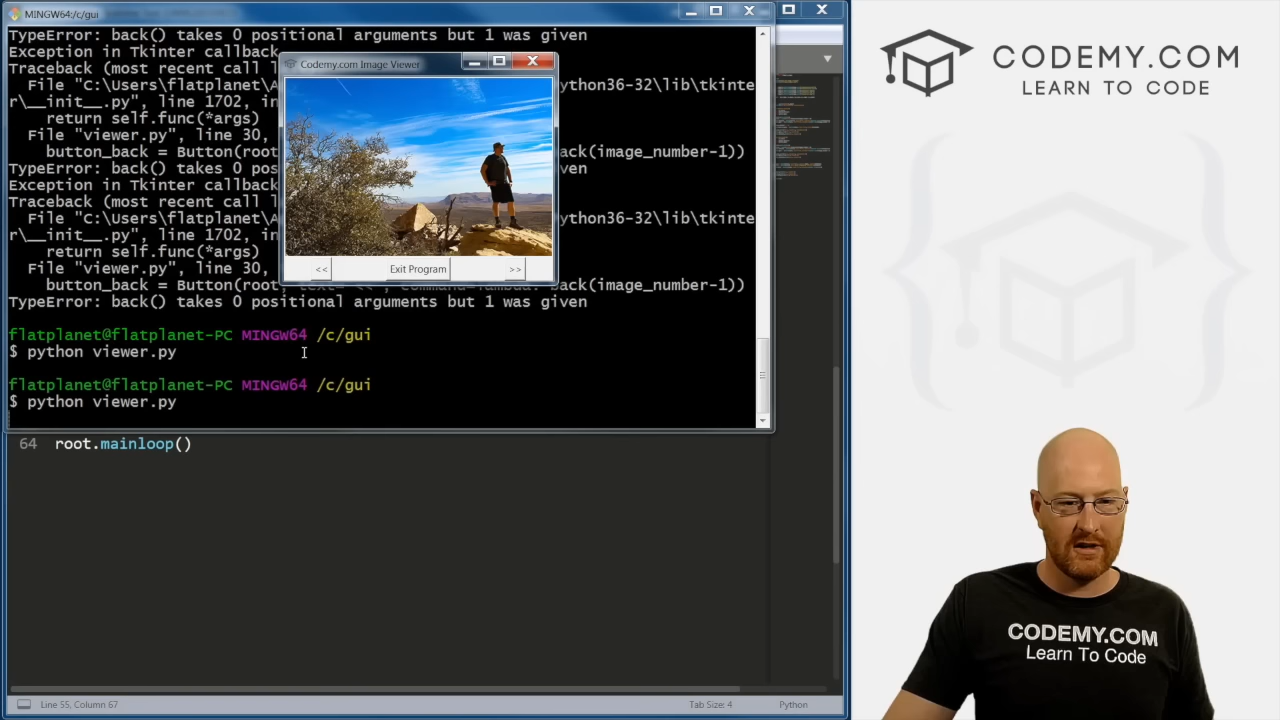 MINGW64:/c/gui
TypeError: back() takes 0 positional arguments but 1 was given
Exception in Tkinter callback
Traceback (most recent call l
File "C:\Users\flatplanet\A
ython36-32\lib\tkinte
r\__init__.py", line 1702, in
return self.func(*args)
File "viewer.py", line 30,
button_back = Button(root
ack(image_number-1))
TypeError: back() takes 0 pos
en
Exception in Tkinter callback
Traceback (most recent call l
File "C:\Users\flatplanet\A
ython36-32\lib\tkinte
r\__init__.py", line 1702, in
return self.func(*args)
File "viewer.py", line 30,
button_back = Button(root, back(image_number-1))
TypeError: back() takes 0 positional arguments but 1 was given
flatplanet@flatplanet-PC MINGW64 /c/gui
$ python viewer.py
flatplanet@flatplanet-PC MINGW64 /c/gui
$ python viewer.py
Codemy.com Image Viewer
<< Exit Program >>
64 root.mainloop()
Line 55, Column 67
Tab Size: 4
Python
CODEMY.COM
LEARN TO CODE
CODEMY.COM
Learn To Code